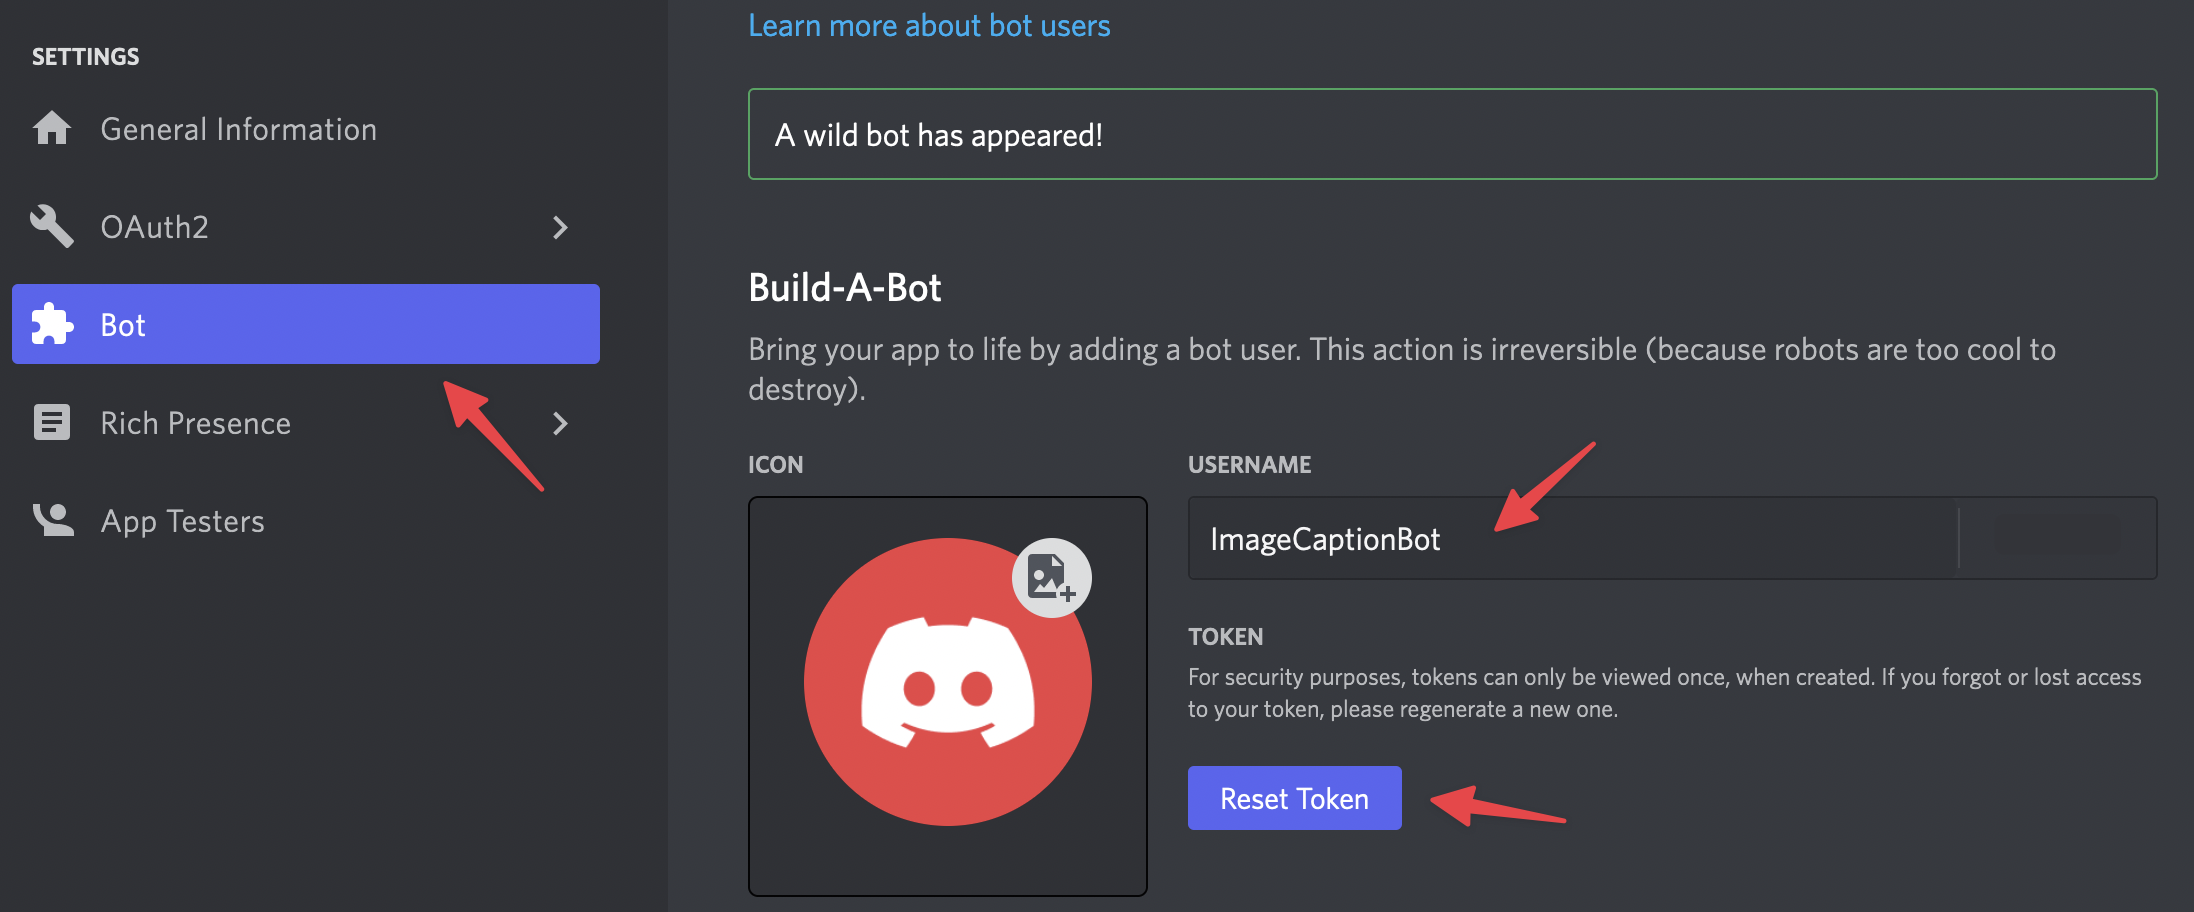 SETTINGS
General Information
OAuth2
Bot
Rich Presence
App Testers
Learn more about bot users
A wild bot has appeared!
Build-A-Bot
Bring your app to life by adding a bot user. This action is irreversible (because robots are too cool to
destroy).
ICON
USERNAME
ImageCaptionBot
TOKEN
For security purposes, tokens can only be viewed once, when created. If you forgot or lost access
to your token, please regenerate a new one.
Reset Token